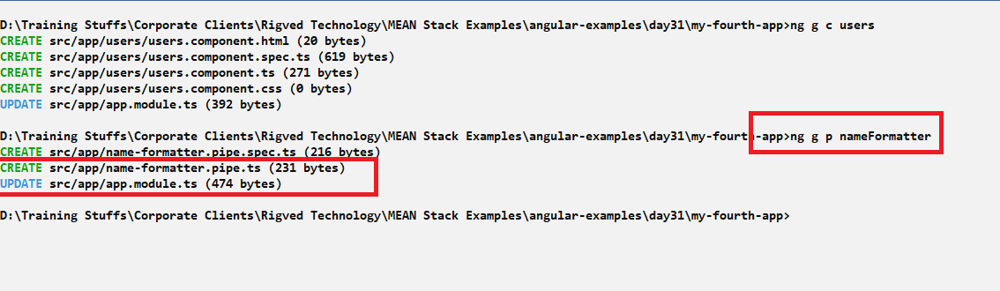 D:\Training Stuffs\Corporate Clients\Rigved Technology\MEAN Stack Examples\angular-examples\day31\my-fourth-app>ng g c users
CREATE src/app/users/users.component.html (20 bytes)
CREATE src/app/users/users.component.spec.ts (619 bytes)
CREATE src/app/users/users.component.ts (271 bytes)
CREATE src/app/users/users.component.css (0 bytes)
UPDATE src/app/app.module.ts (392 bytes)
D:\Training Stuffs\Corporate Clients\Rigved Technology\MEAN Stack Examples\angular-examples\day31\my-fourth-app>ng g p nameFormatter
CREATE src/app/name-formatter.pipe.spec.ts (216 bytes)
CREATE src/app/name-formatter.pipe.ts (231 bytes)
UPDATE src/app/app.module.ts (474 bytes)
D:\Training Stuffs\Corporate Clients\Rigved Technology\MEAN Stack Examples\angular-examples\day31\my-fourth-app>